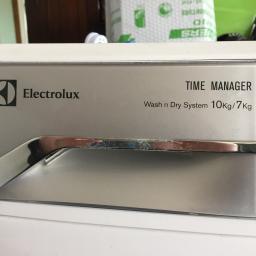 Electrolux
TIME MANAGER
Wash n Dry System 10Kg/7Kg